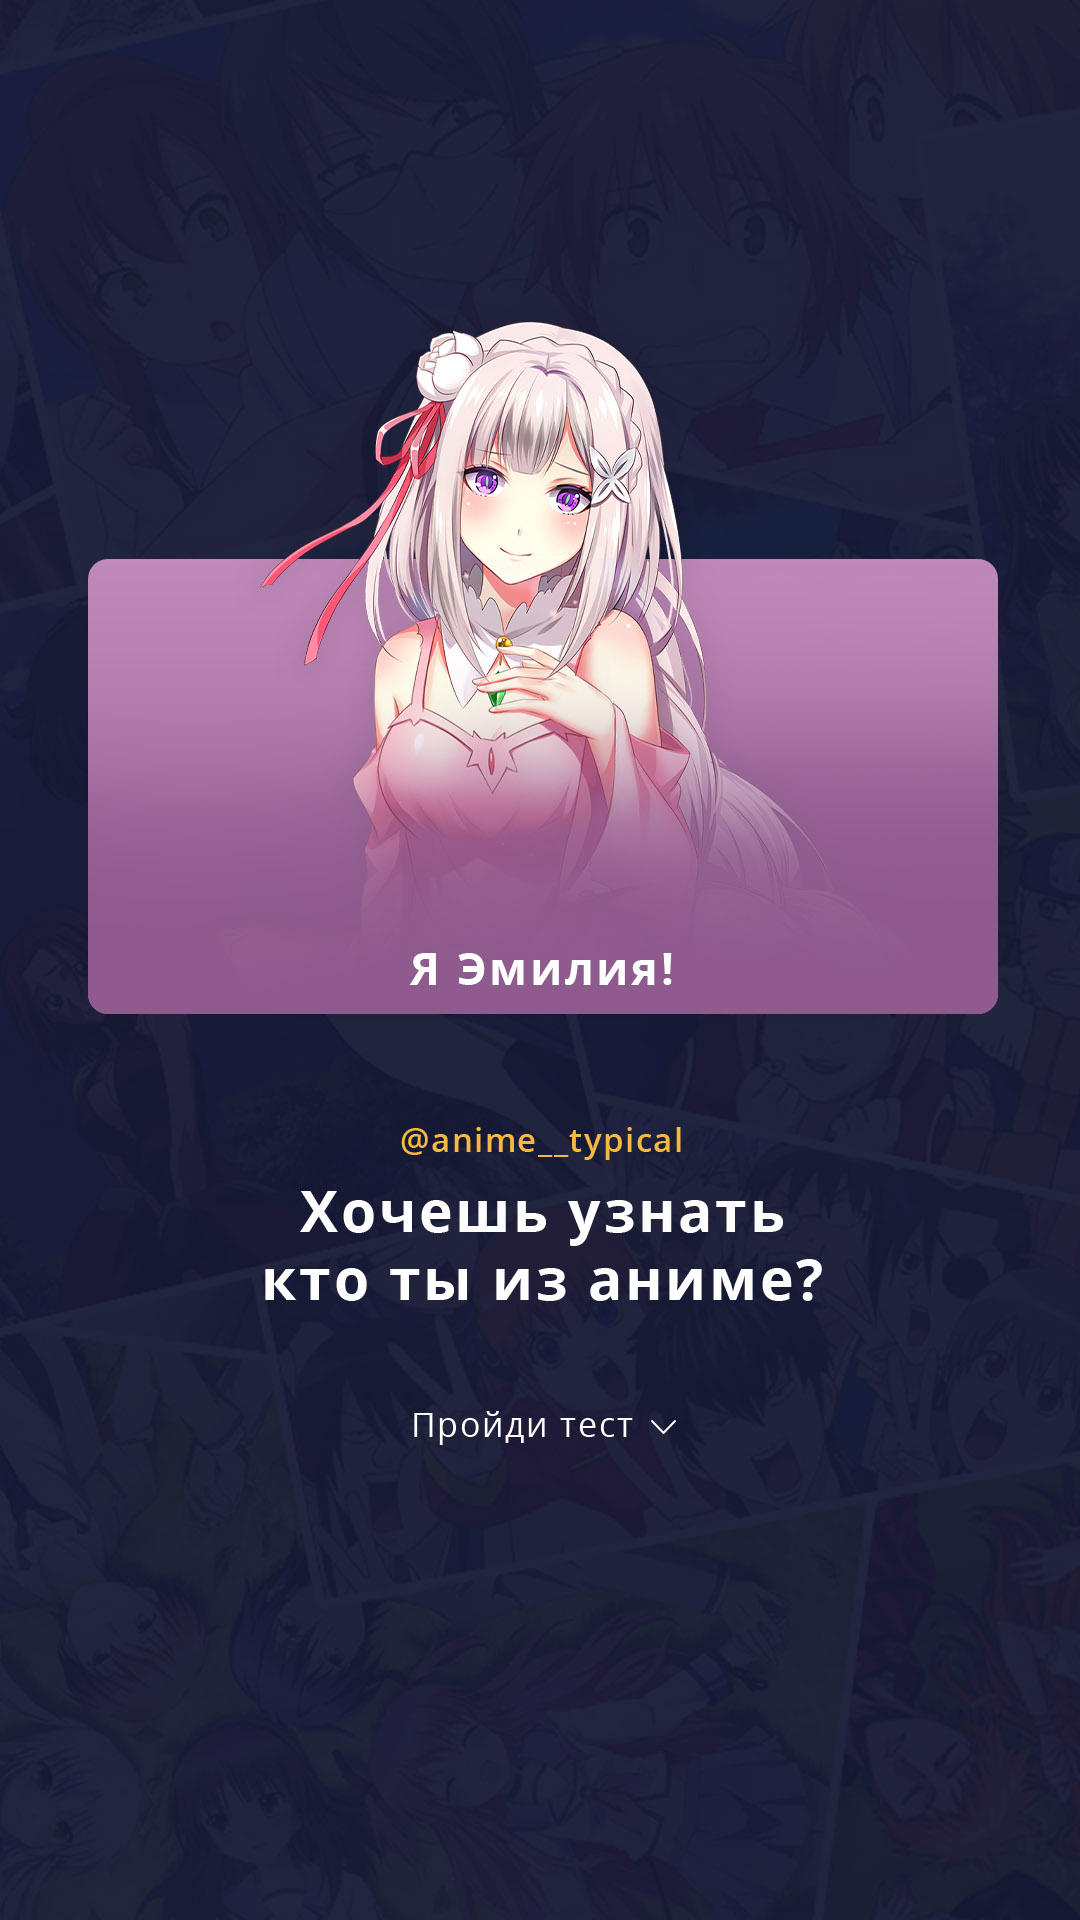 Я Эмилия!
@anime__typical
Хочешь узнать
кто ты из аниме?
Пройди тест